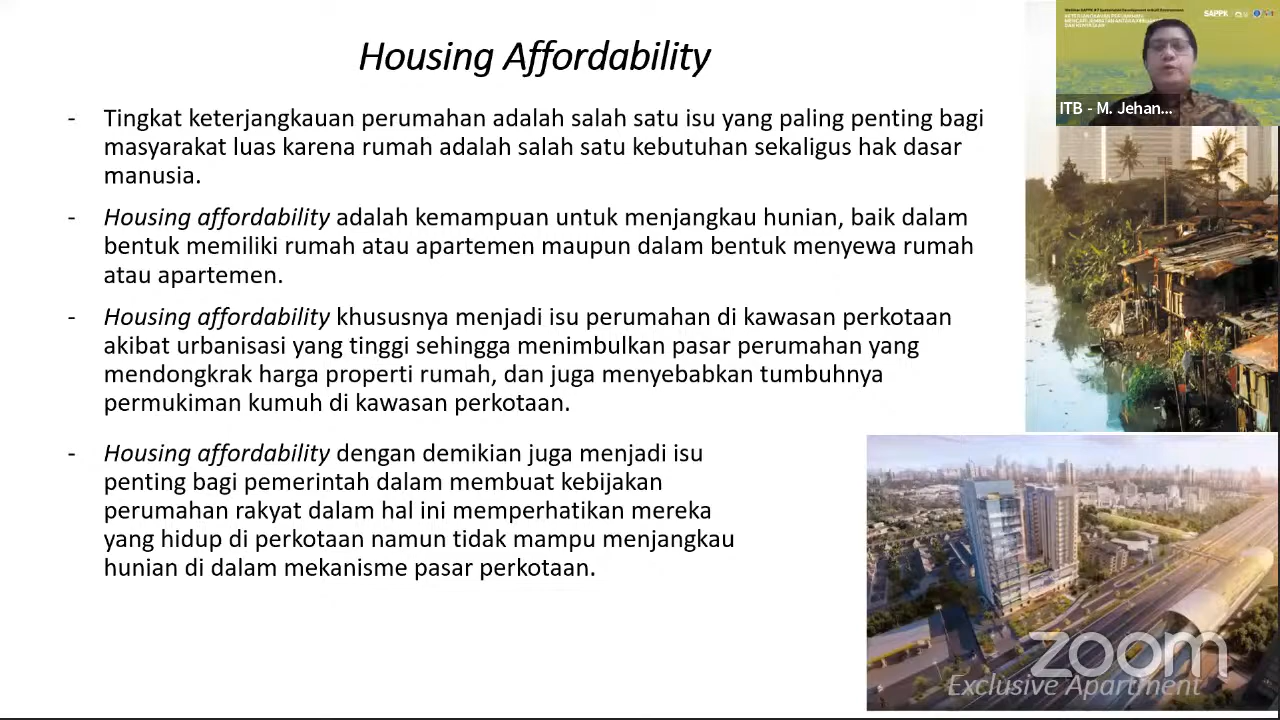 Housing Affordability
- Tingkat keterjangkauan perumahan adalah salah satu isu yang paling penting bagi
masyarakat luas karena rumah adalah salah satu kebutuhan sekaligus hak dasar
manusia.
- Housing affordability adalah kemampuan untuk menjangkau hunian, baik dalam
bentuk memiliki rumah atau apartemen maupun dalam bentuk menyewa rumah
atau apartemen.
- Housing affordability khususnya menjadi isu perumahan di kawasan perkotaan
akibat urbanisasi yang tinggi sehingga menimbulkan pasar perumahan yang
mendongkrak harga properti rumah, dan juga menyebabkan tumbuhnya
permukiman kumuh di kawasan perkotaan.
- Housing affordability dengan demikian juga menjadi isu
penting bagi pemerintah dalam membuat kebijakan
perumahan rakyat dalam hal ini memperhatikan mereka
yang hidup di perkotaan namun tidak mampu menjangkau
hunian di dalam mekanisme pasar perkotaan.
SAPPK
ITB - M. Jehan...
zoom
Exclusive Apartment